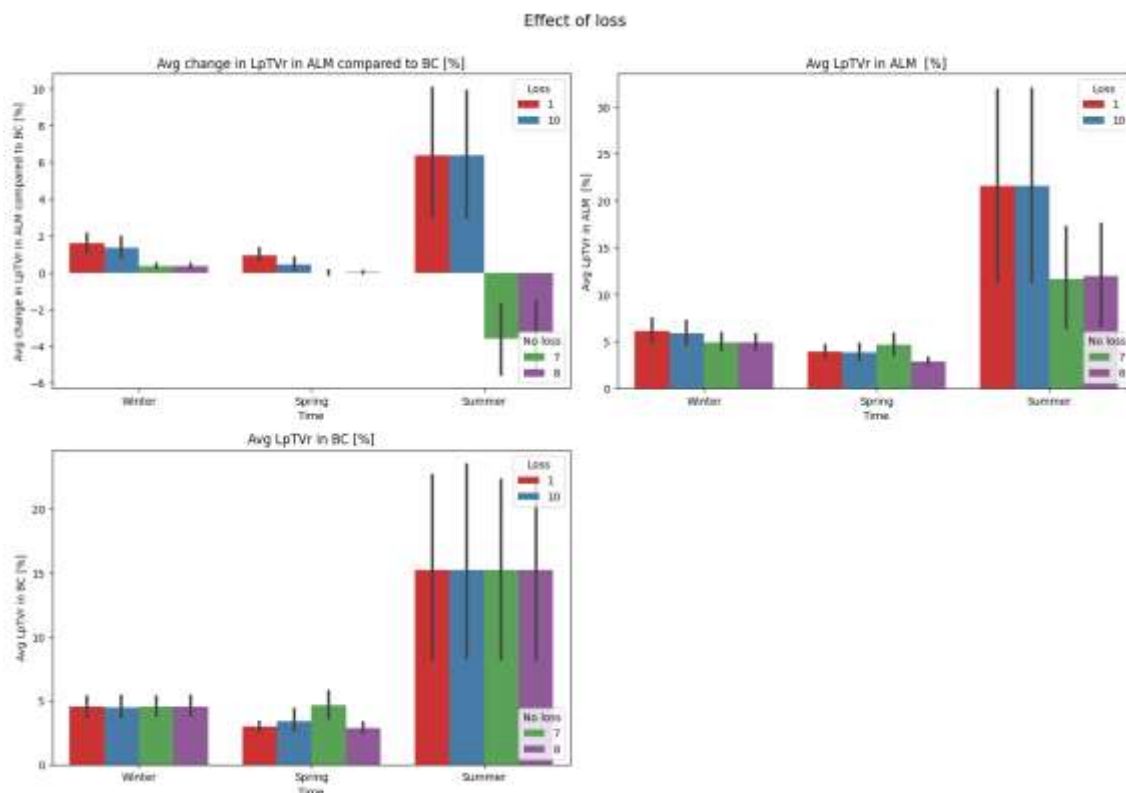 Effect of loss
Avg change in LpTVr in ALM compared to BC [%]
Avg change in LpTVr in ALM compared to BC [%]
10
8
6
4
2
0
−2
−4
−6
Loss
1
10
No loss
7
8
Winter
Spring
Summer
Time
Avg LpTVr in ALM [%]
Avg LpTVr in ALM [%]
30
25
20
15
10
5
0
Loss
1
10
No loss
7
8
Winter
Spring
Summer
Time
Avg LpTVr in BC [%]
Avg LpTVr in BC [%]
20
15
10
5
0
Loss
1
10
No loss
7
8
Winter
Spring
Summer
Time